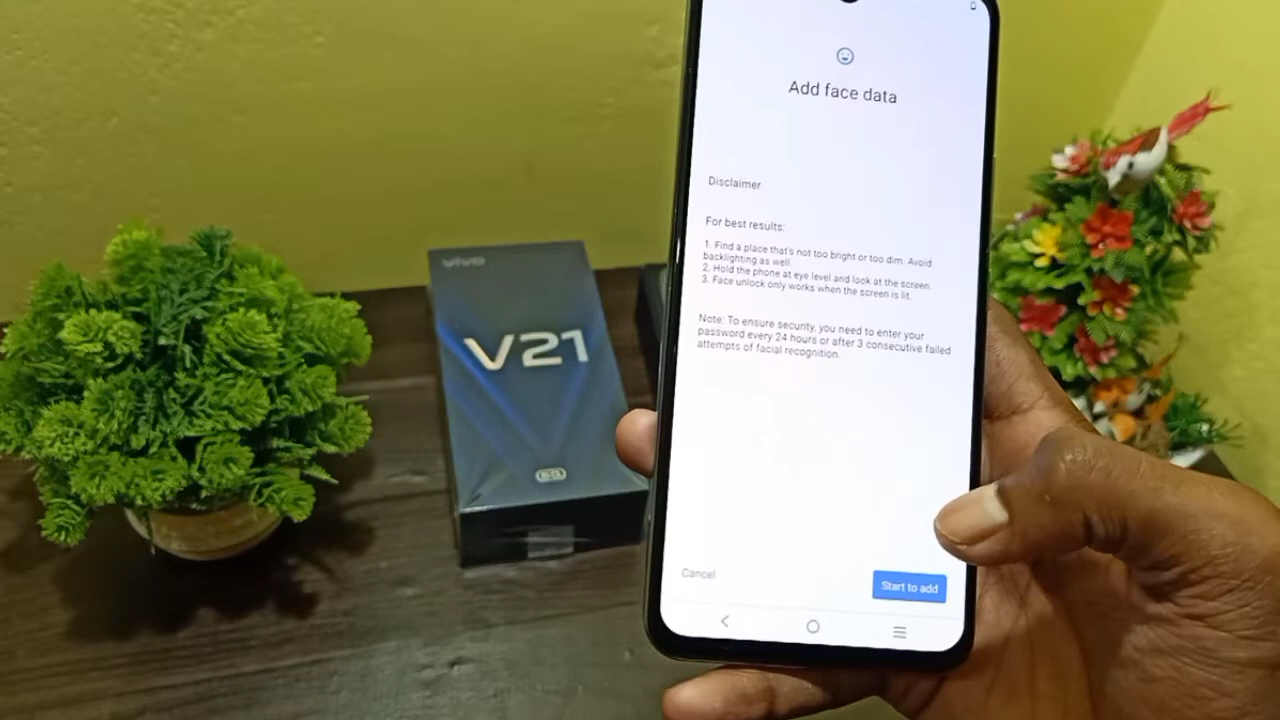 vivo
V21
5G
Add face data
Disclaimer
For best results:
1. Find a place that's not too bright or too dim. Avoid
backlighting as well.
2. Hold the phone at eye level and look at the screen.
3. Face unlock only works when the screen is lit.
Note: To ensure security, you need to enter your
password every 24 hours or after 3 consecutive failed
attempts of facial recognition.
Cancel
Start to add